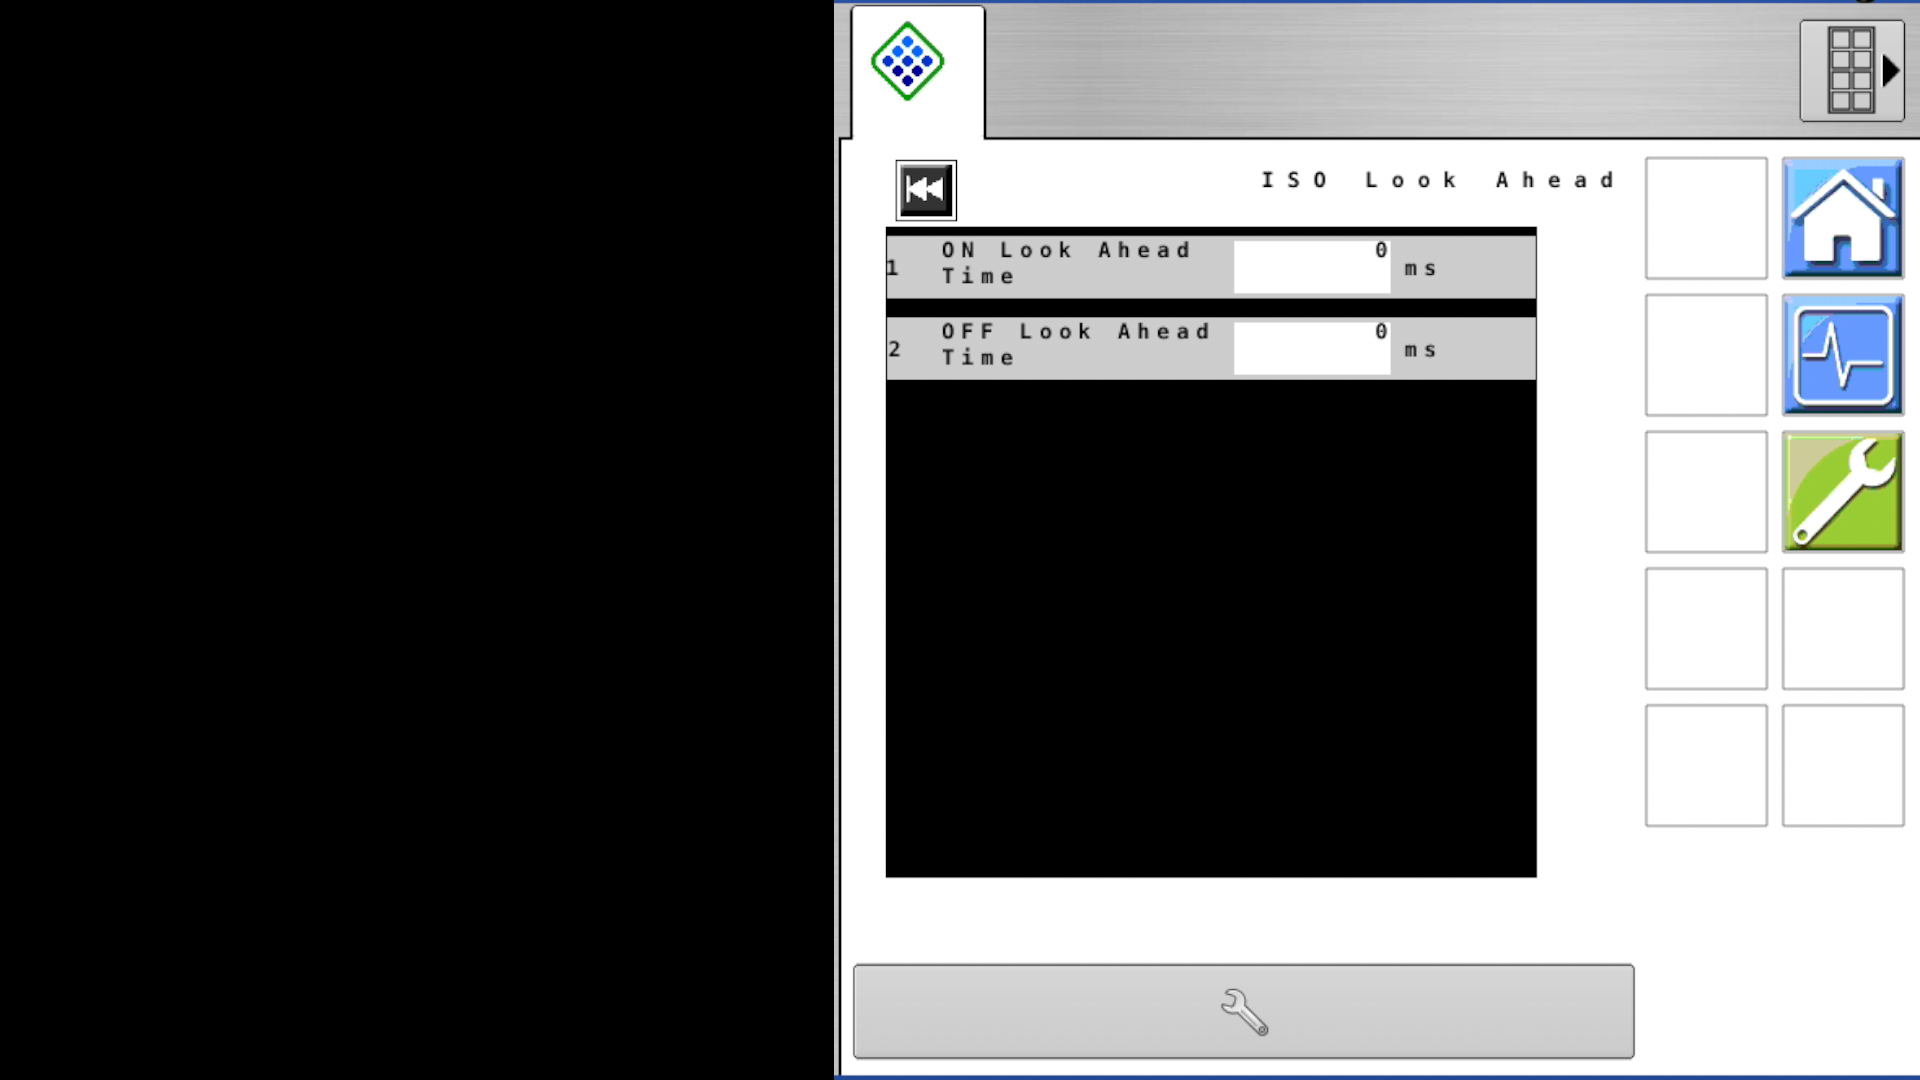 ISO Look Ahead
1
ON Look Ahead
Time
0
ms
2
OFF Look Ahead
Time
0
ms